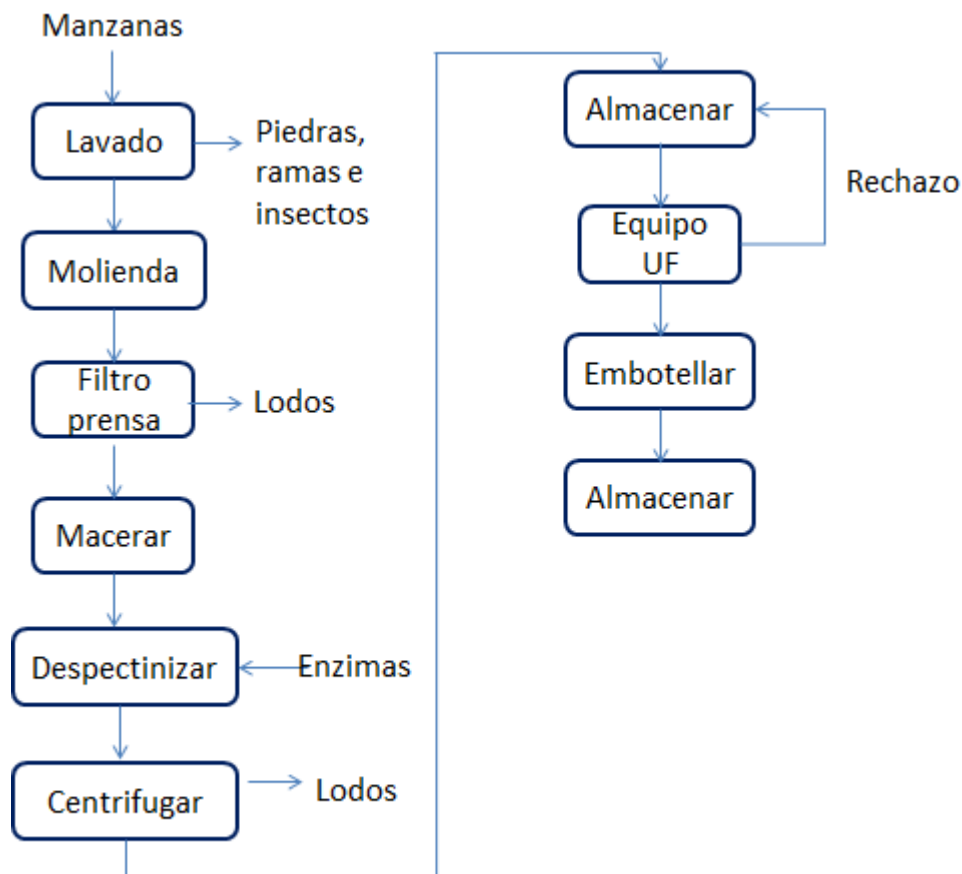 Manzanas
Lavado
Piedras,
ramas e
insectos
Molienda
Filtro
prensa
Lodos
Macerar
Despectinizar
Enzimas
Centrifugar
Lodos
Almacenar
Rechazo
Equipo
UF
Embotellar
Almacenar